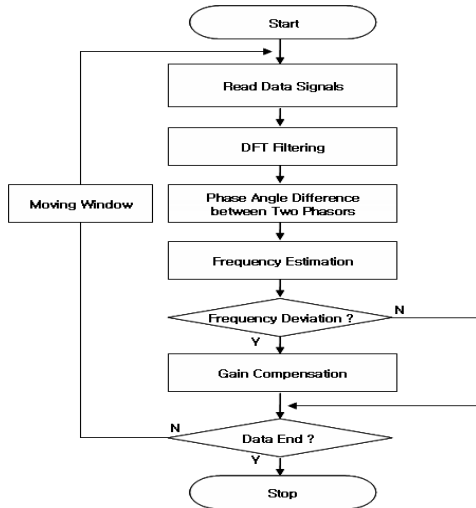 Start
Read Data Signals
DFT Filtering
Moving Window
Phase Angle Difference
between Two Phasors
Frequency Estimation
Frequency Deviation ?
N
Y
Gain Compensation
N
Data End ?
Y
Stop